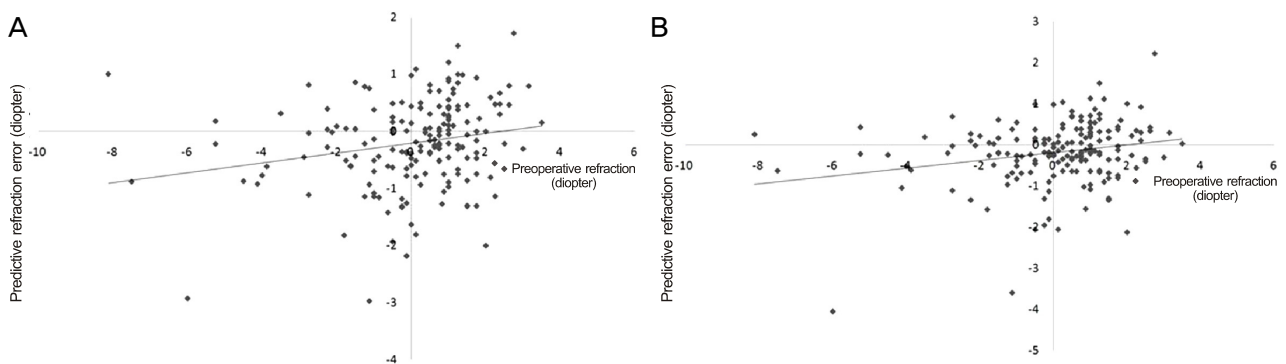 A
Predictive refraction error (diopter)
2
1
0
-10 -8 -6 -4 -2 0 2 4 6
Preoperative refraction
(diopter)
-1
-2
-3
-4
B
Predictive refraction error (diopter)
3
2
1
0
-10 -8 -6 -4 -2 0 2 4 6
Preoperative refraction
(diopter)
-1
-2
-3
-4
-5